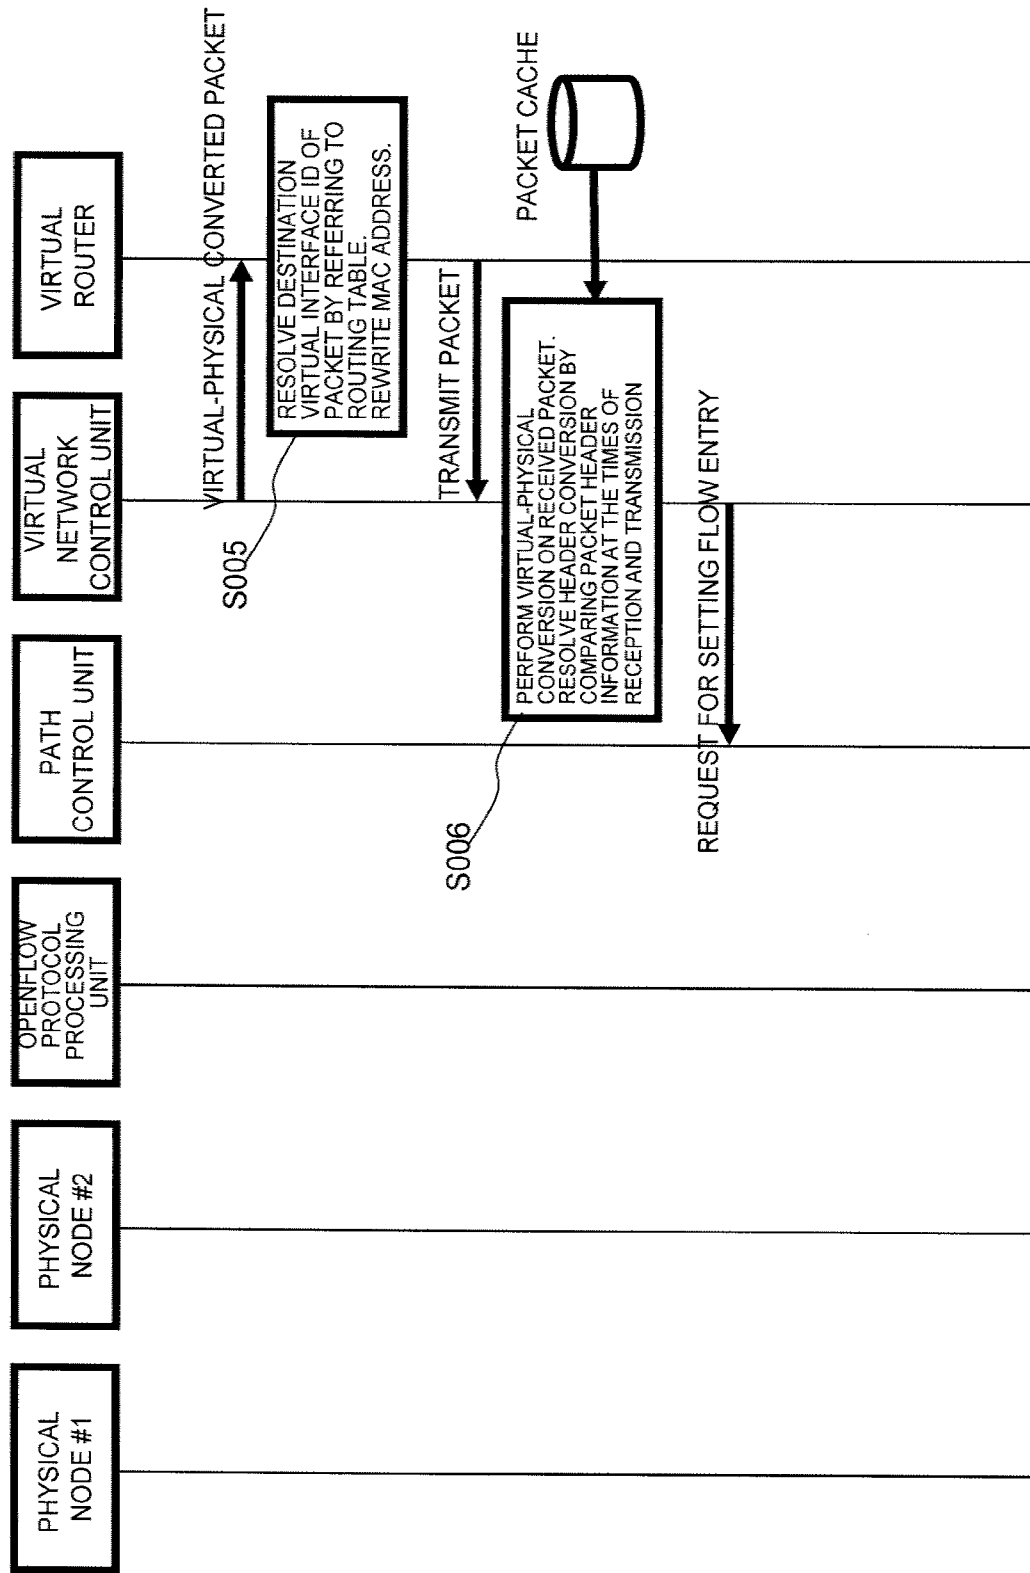 PHYSICAL
NODE #1
PHYSICAL
NODE #2
OPENFLOW
PROTOCOL
PROCESSING
UNIT
PATH
CONTROL UNIT
VIRTUAL
NETWORK
CONTROL UNIT
VIRTUAL
ROUTER
VIRTUAL-PHYSICAL CONVERTED PACKET
S005
RESOLVE DESTINATION
VIRTUAL INTERFACE ID OF
PACKET BY REFERRING TO
ROUTING TABLE.
REWRITE MAC ADDRESS.
TRANSMIT PACKET
S006
PERFORM VIRTUAL-PHYSICAL
CONVERSION ON RECEIVED PACKET.
RESOLVE HEADER CONVERSION BY
COMPARING PACKET HEADER
INFORMATION AT THE TIMES OF
RECEPTION AND TRANSMISSION
PACKET CACHE
REQUEST FOR SETTING FLOW ENTRY